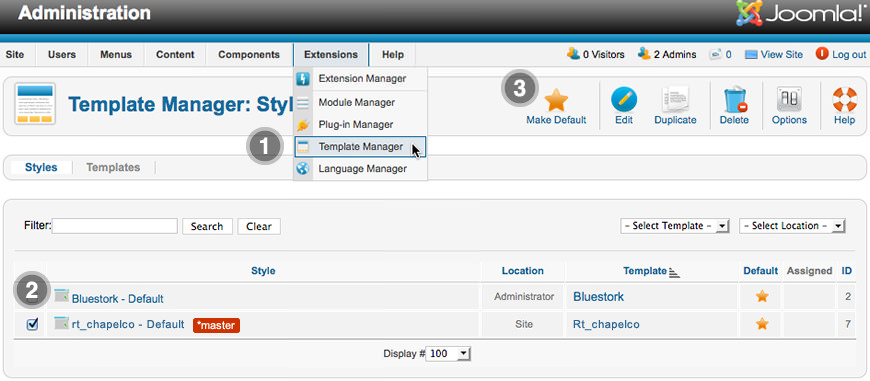 Administration
Joomla!
Site Users Menus Content Components Extensions Help 0 Visitors 2 Admins 0 View Site Log out
Extension Manager
Module Manager
Plug-in Manager
Template Manager
Language Manager
Template Manager: Styl
1
3
Make Default Edit Duplicate Delete Options Help
Styles Templates
Filter: Search Clear - Select Template - - Select Location -
Style Location Template Default Assigned ID
2
Bluestork - Default Administrator Bluestork 2
rt_chapelco - Default *master Site Rt_chapelco 7
Display # 100